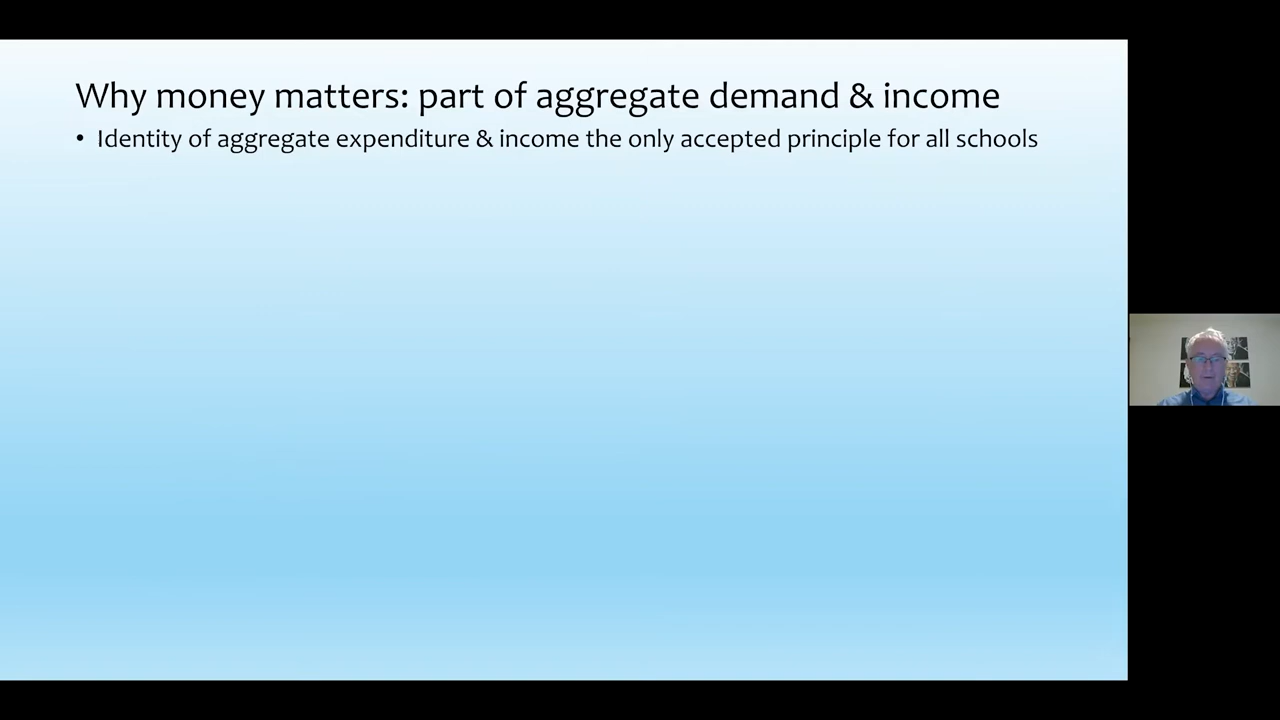 Why money matters: part of aggregate demand & income
• Identity of aggregate expenditure & income the only accepted principle for all schools